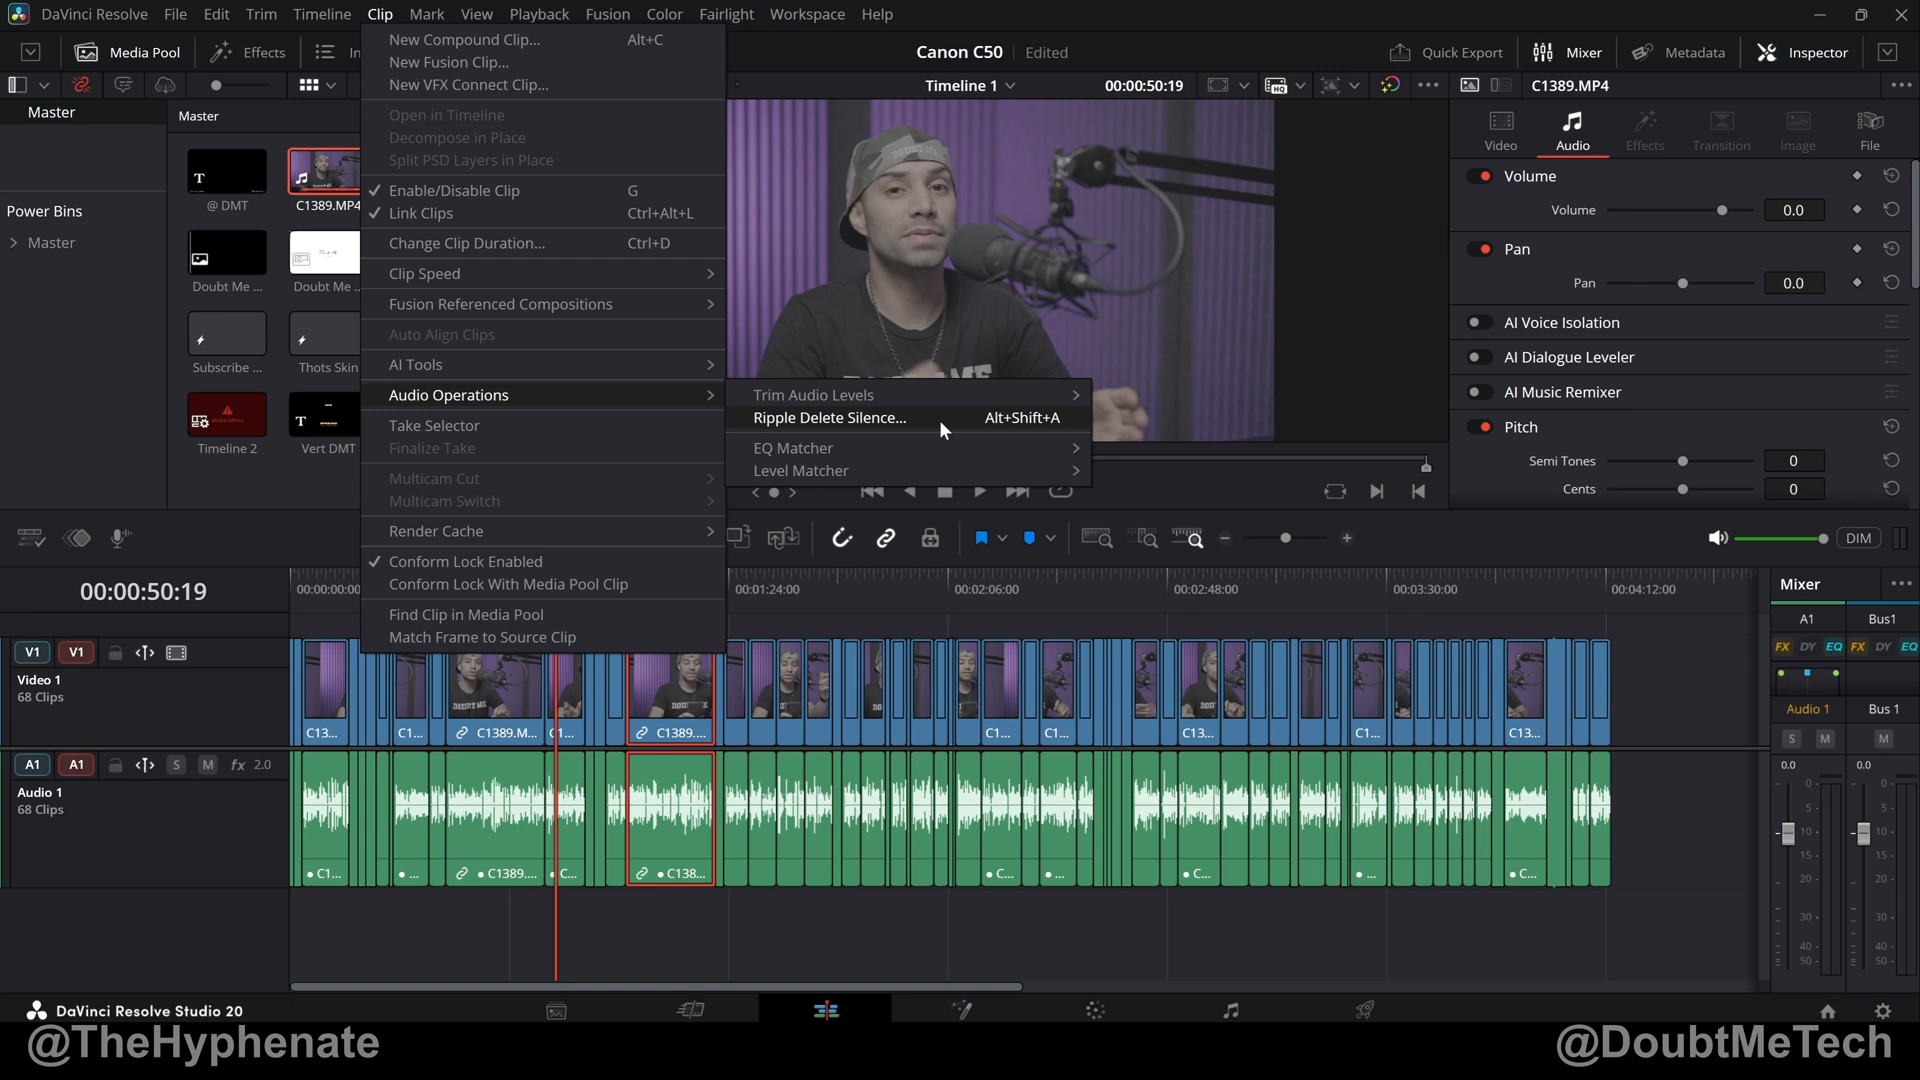 DaVinci Resolve File Edit Trim Timeline Clip Mark View Playback Fusion Color Fairlight Workspace Help
Media Pool Effects In
Canon C50 Edited
Quick Export Mixer Metadata Inspector
Timeline 1 00:00:50:19
C1389.MP4
Master
Master
Power Bins
Master
@ DMT C1389.MP4
Doubt Me ... Doubt Me ...
Subscribe ... Thots Skin
Timeline 2 Vert DMT
New Compound Clip... Alt+C
New Fusion Clip...
New VFX Connect Clip...
Open in Timeline
Decompose in Place
Split PSD Layers in Place
Enable/Disable Clip G
Link Clips Ctrl+Alt+L
Change Clip Duration... Ctrl+D
Clip Speed
Fusion Referenced Compositions
Auto Align Clips
AI Tools
Audio Operations
Take Selector
Finalize Take
Multicam Cut
Multicam Switch
Render Cache
Conform Lock Enabled
Conform Lock With Media Pool Clip
Find Clip in Media Pool
Match Frame to Source Clip
Trim Audio Levels
Ripple Delete Silence... Alt+Shift+A
EQ Matcher
Level Matcher
Video Audio Effects Transition Image File
Volume
Volume 0.0
Pan
Pan 0.0
AI Voice Isolation
AI Dialogue Leveler
AI Music Remixer
Pitch
Semi Tones 0
Cents 0
DIM
00:00:50:19
00:00:00:00 00:01:24:00 00:02:06:00 00:02:48:00 00:03:30:00 00:04:12:00
V1 V1
Video 1
68 Clips
C13... C1... C1389.M... C1... C1389.... C1... C1... C13... C1... C13...
A1 A1 S M fx 2.0
Audio 1
68 Clips
C1... ... C1389.... C... C138... C... ... C... ... C...
Mixer
A1 Bus1
FX DY EQ FX DY EQ
Audio 1 Bus 1
S M M
0.0 0.0
0 0
5 5
10 10
15 15
20 20
30 30
40 40
50 50
DaVinci Resolve Studio 20
@TheHyphenate
@DoubtMeTech